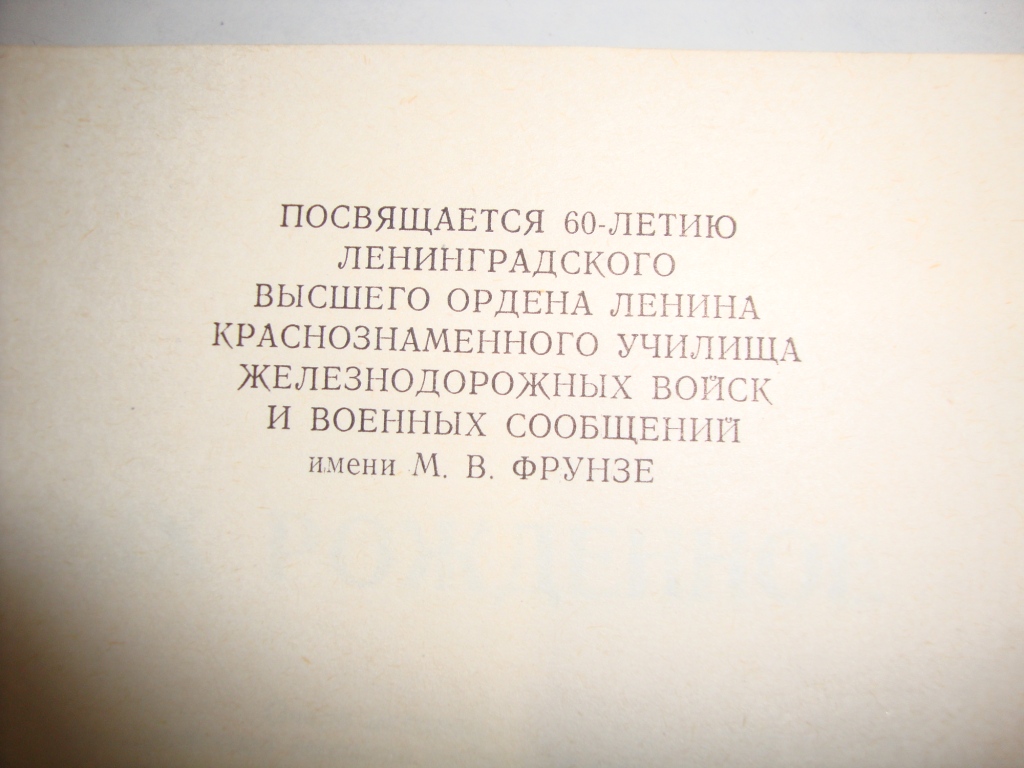 ПОСВЯЩАЕТСЯ 60-ЛЕТИЮ
ЛЕНИНГРАДСКОГО
ВЫСШЕГО ОРДЕНА ЛЕНИНА
КРАСНОЗНАМЕННОГО УЧИЛИЩА
ЖЕЛЕЗНОДОРОЖНЫХ ВОЙСК
И ВОЕННЫХ СООБЩЕНИЙ
имени М. В. ФРУНЗЕ